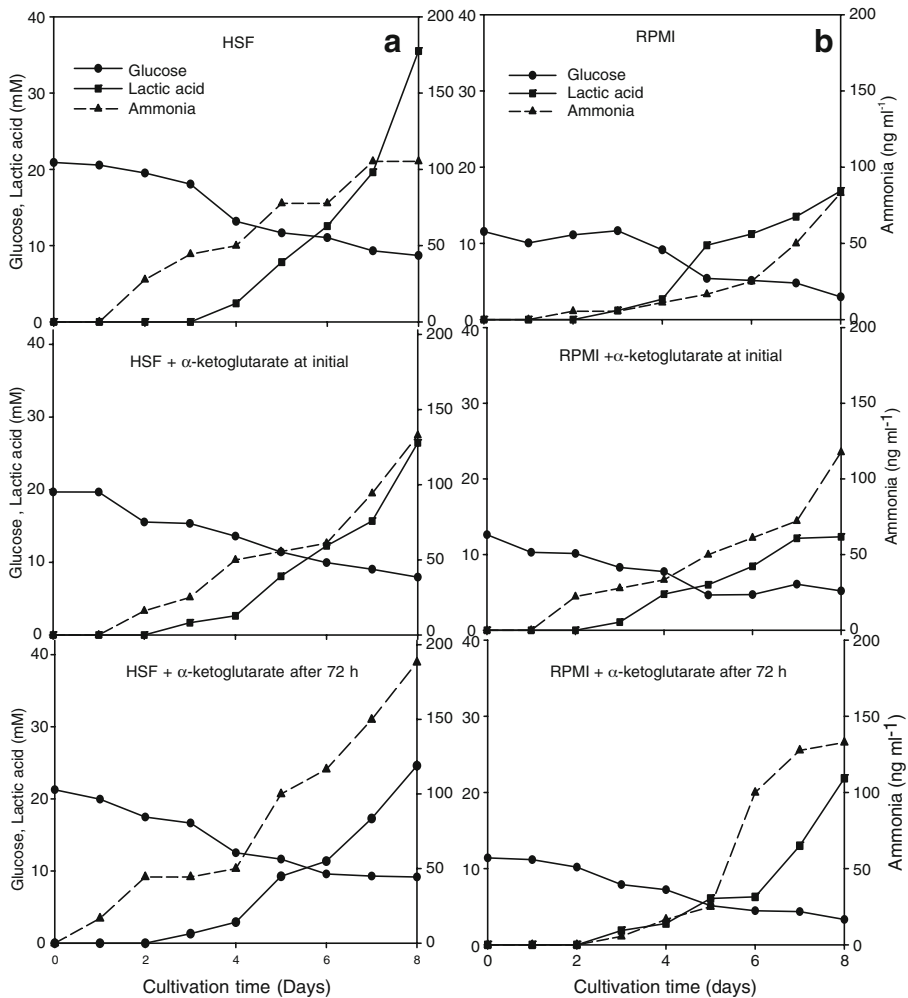 HSF
a
Glucose
Lactic acid
Ammonia
Glucose, Lactic acid (mM)
40
30
20
10
0
200
150
100
50
0
RPMI
b
Glucose
Lactic acid
Ammonia
Ammonia (ng ml-1)
40
30
20
10
0
200
150
100
50
0
HSF + α-ketoglutarate at initial
Glucose , Lactic acid (mM)
40
30
20
10
0
200
150
100
50
0
RPMI +α-ketoglutarate at initial
Ammonia (ng ml-1)
40
30
20
10
0
200
150
100
50
0
HSF + α-ketoglutarate after 72 h
Glucose, Lactic acid (mM)
40
30
20
10
0
200
150
100
50
0
0 2 4 6 8
Cultivation time (Days)
RPMI + α-ketoglutarate after 72 h
Ammonia (ng ml-1)
40
30
20
10
0
200
150
100
50
0
0 2 4 6 8
Cultivation time (days)